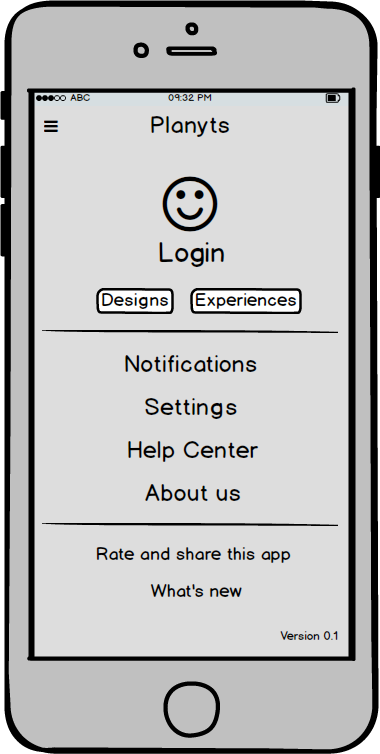 ABC 09:32 PM
Planyts
Login
Designs Experiences
Notifications
Settings
Help Center
About us
Rate and share this app
What's new
Version 0.1